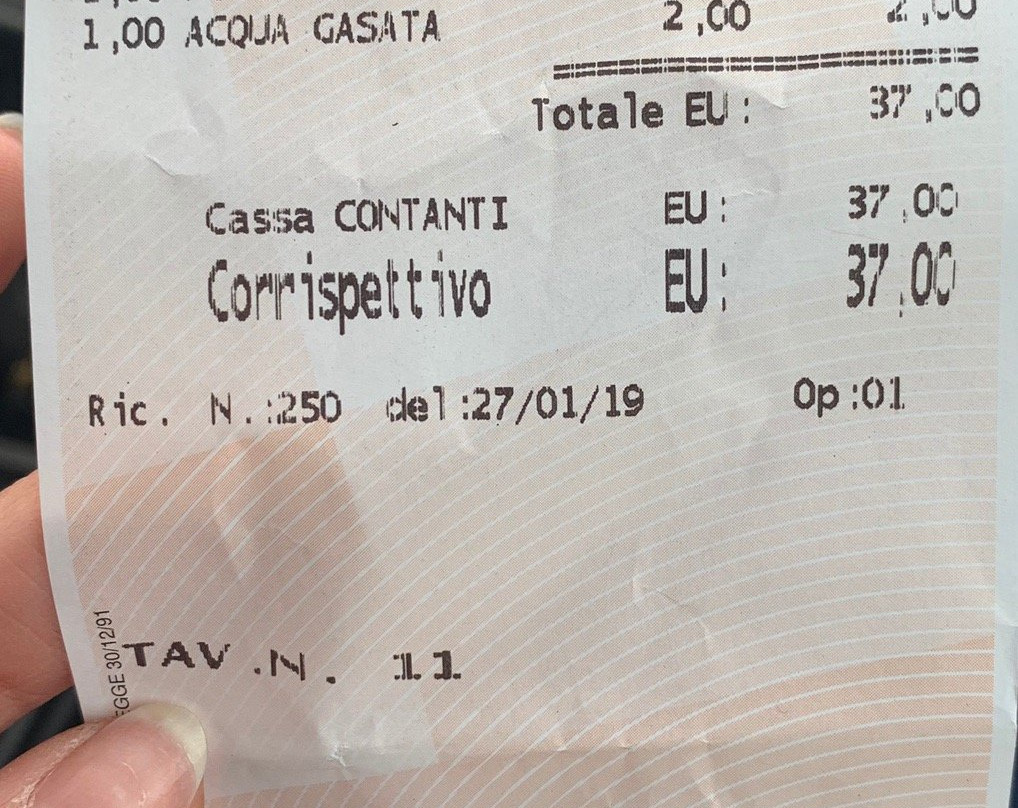 1,00 ACQUA GASATA 2,00 2,00
Totale EU: 37,00
Cassa CONTANTI EU: 37,00
Corrispettivo EU: 37,00
Ric. N.:250 del:27/01/19 Op:01
TAV.N. 11
EGGE 30/12/91